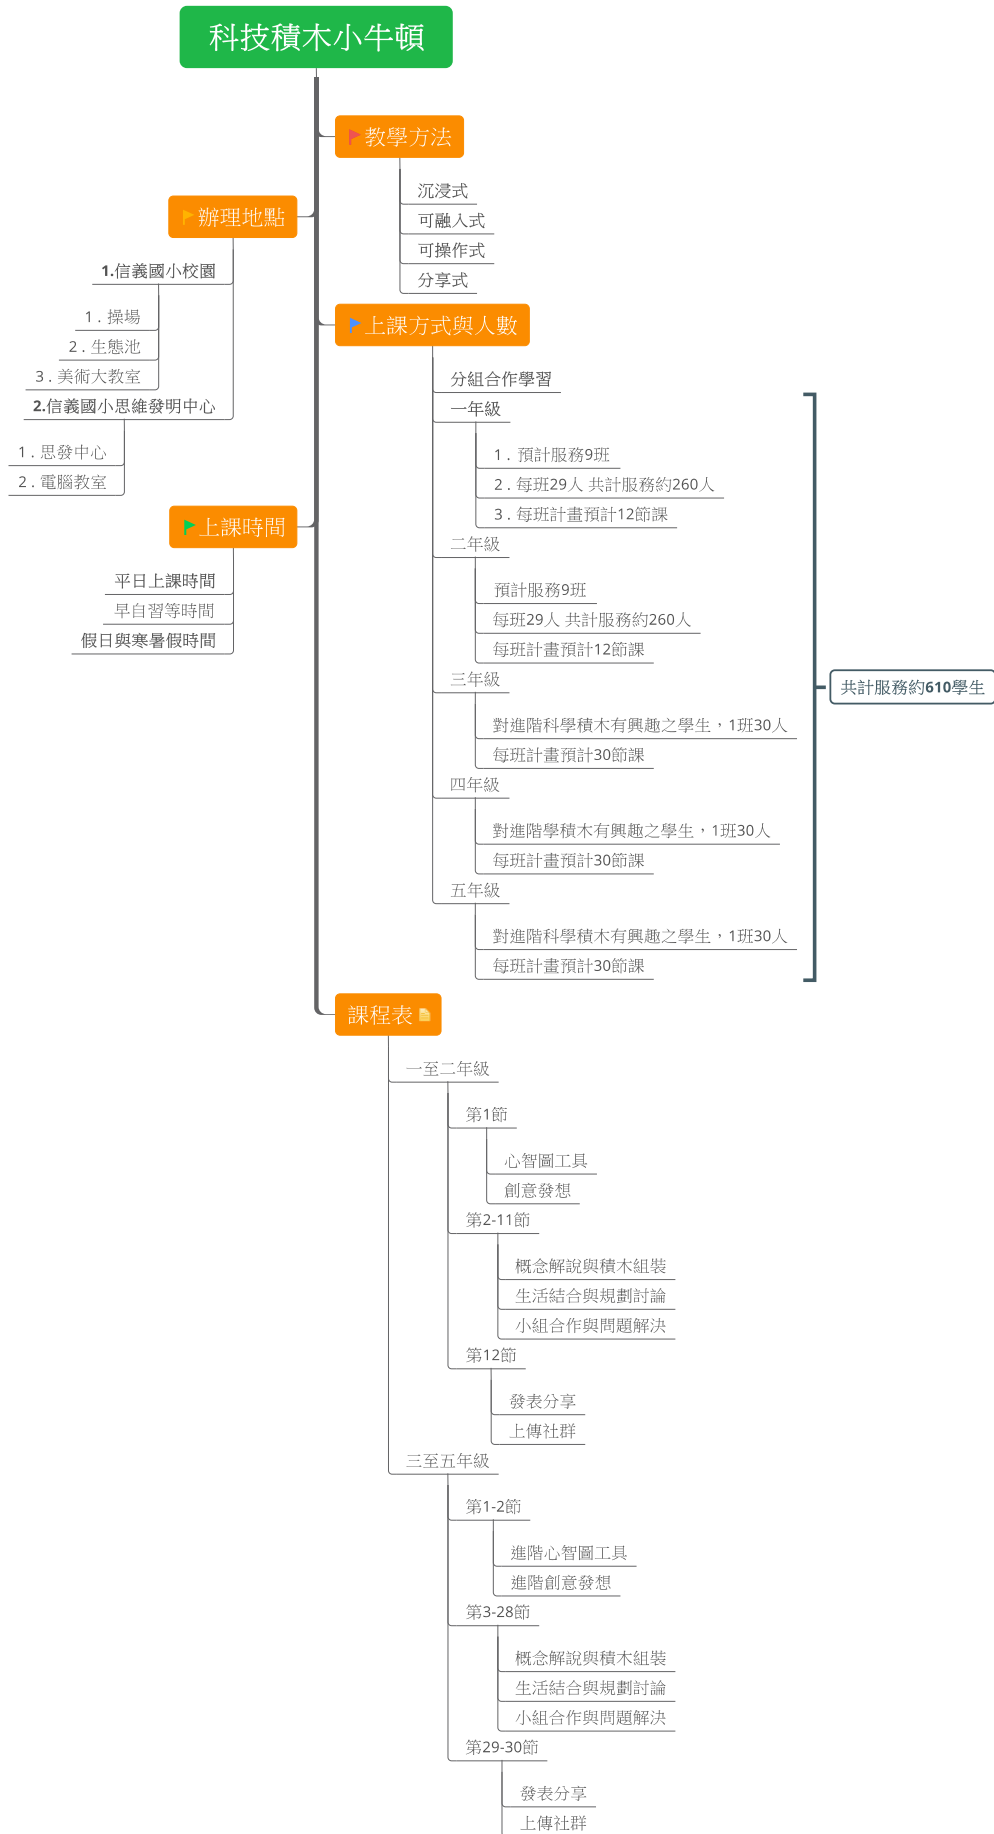 科技積木小牛頓
教學方法
沉浸式
可融入式
可操作式
分享式
辦理地點
1.信義國小校園
1 . 操場
2 . 生態池
3 . 美術大教室
2.信義國小思維發明中心
1 . 思發中心
2 . 電腦教室
上課時間
平日上課時間
早自習等時間
假日與寒暑假時間
上課方式與人數
分組合作學習
一年級
1 . 預計服務9班
2 . 每班29人 共計服務約260人
3 . 每班計畫預計12節課
二年級
預計服務9班
每班29人 共計服務約260人
每班計畫預計12節課
三年級
對進階科學積木有興趣之學生，1班30人
每班計畫預計30節課
四年級
對進階學積木有興趣之學生，1班30人
每班計畫預計30節課
五年級
對進階科學積木有興趣之學生，1班30人
每班計畫預計30節課
共計服務約610學生
課程表
一至二年級
第1節
心智圖工具
創意發想
第2-11節
概念解說與積木組裝
生活結合與規劃討論
小組合作與問題解決
第12節
發表分享
上傳社群
三至五年級
第1-2節
進階心智圖工具
進階創意發想
第3-28節
概念解說與積木組裝
生活結合與規劃討論
小組合作與問題解決
第29-30節
發表分享
上傳社群